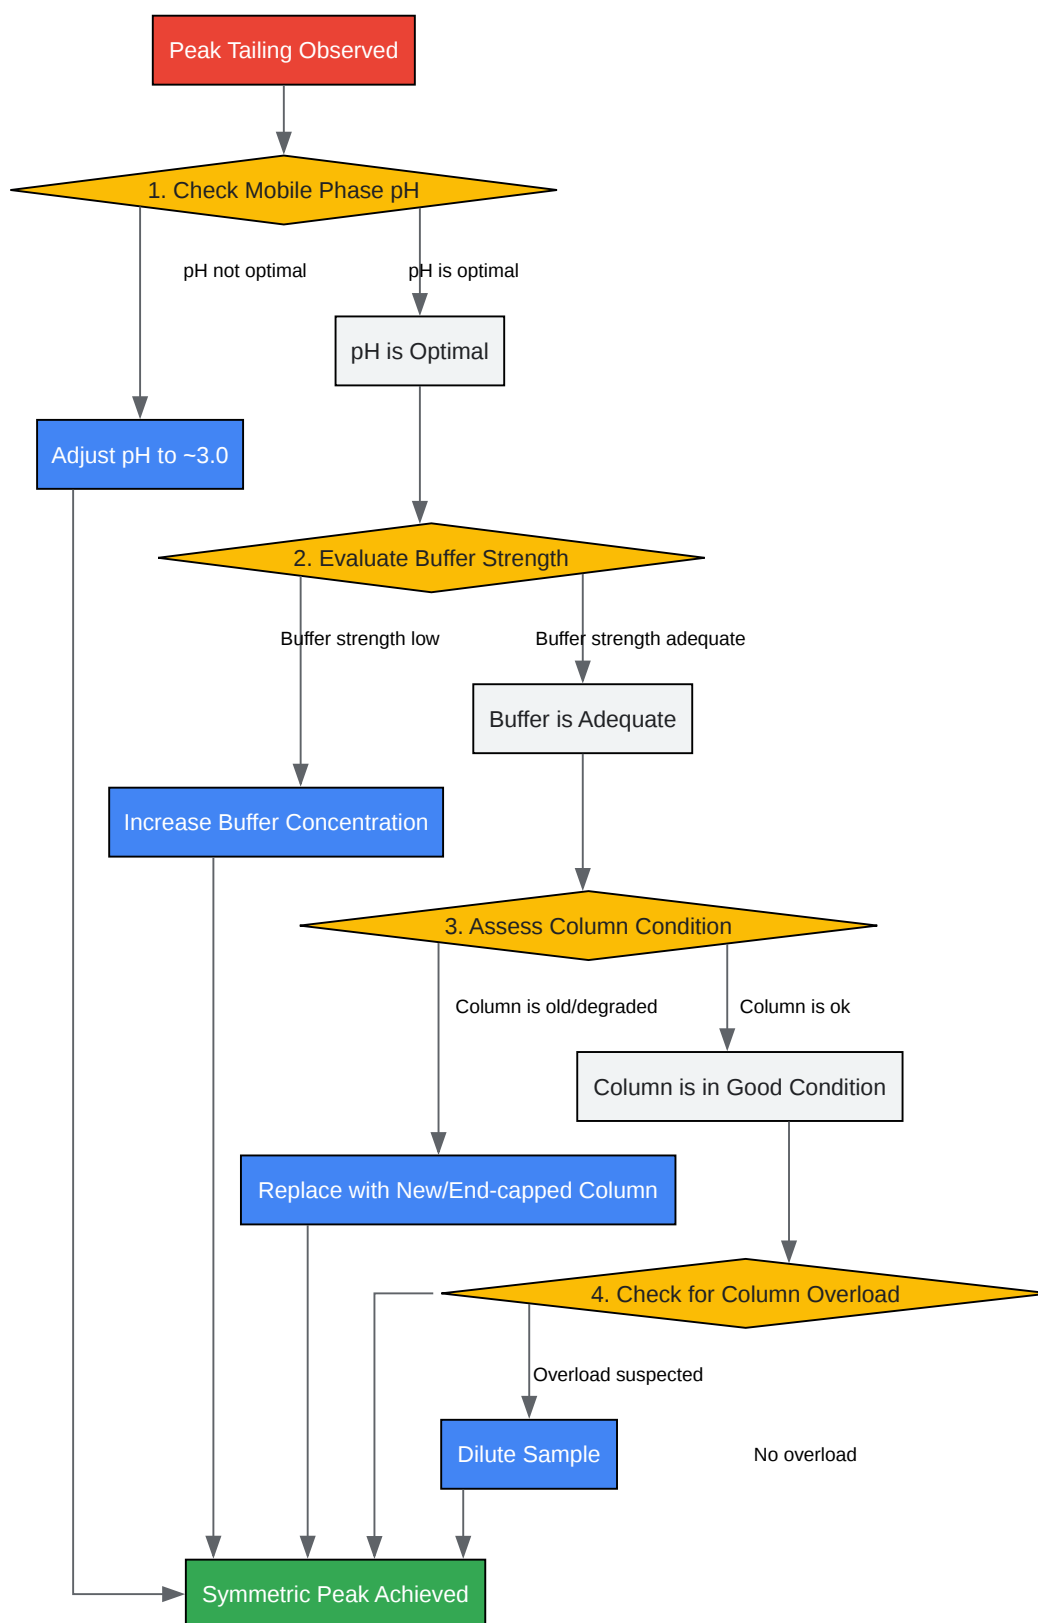 Peak Tailing Observed
1. Check Mobile Phase pH
pH not optimal
pH is optimal
pH is Optimal
Adjust pH to ~3.0
2. Evaluate Buffer Strength
Buffer strength low
Buffer strength adequate
Buffer is Adequate
Increase Buffer Concentration
3. Assess Column Condition
Column is old/degraded
Column is ok
Column is in Good Condition
Replace with New/End-capped Column
4. Check for Column Overload
Overload suspected
Dilute Sample
No overload
Symmetric Peak Achieved